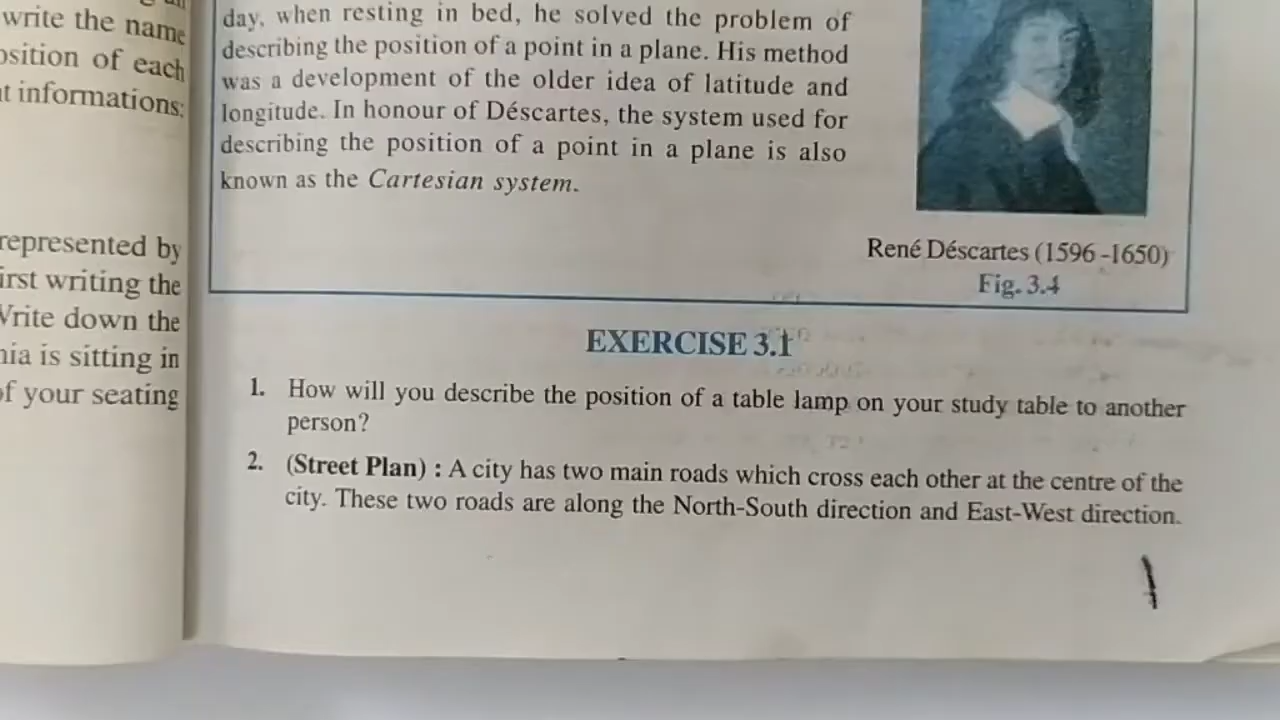 write the name
position of each
informations:
represented by
first writing the
Write down the
is sitting in
of your seating
day, when resting in bed, he solved the problem of
describing the position of a point in a plane. His method
was a development of the older idea of latitude and
longitude. In honour of Déscartes, the system used for
describing the position of a point in a plane is also
known as the Cartesian system.
René Déscartes (1596 -1650)
Fig. 3.4
EXERCISE 3.1
1. How will you describe the position of a table lamp on your study table to another
person?
2. (Street Plan) : A city has two main roads which cross each other at the centre of the
city. These two roads are along the North-South direction and East-West direction.